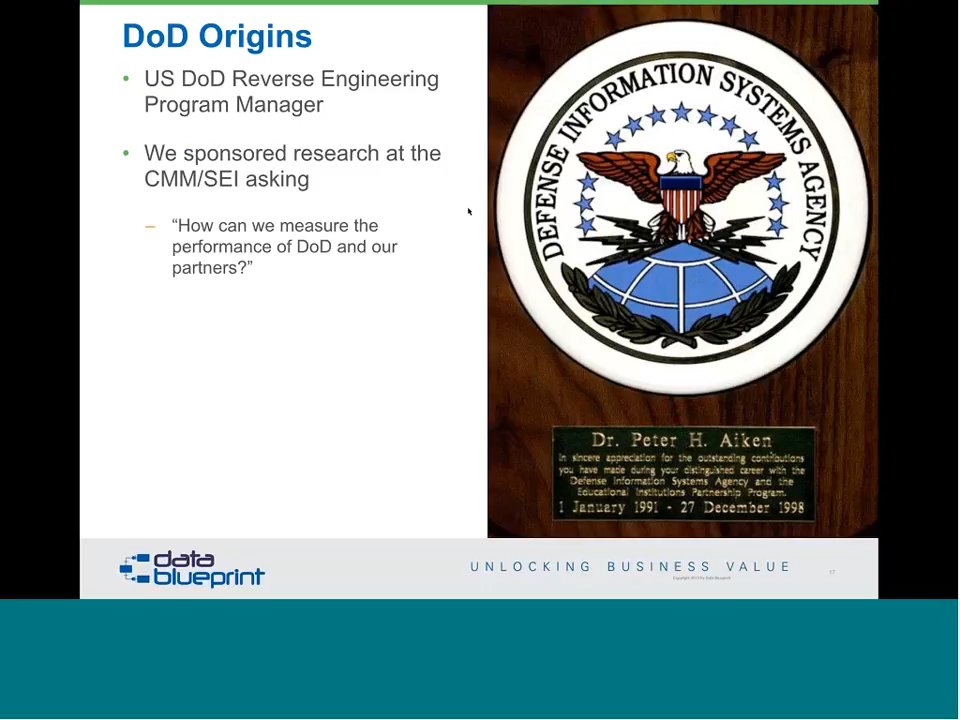 DoD Origins
• US DoD Reverse Engineering
Program Manager
• We sponsored research at the
CMM/SEI asking
– “How can we measure the
performance of DoD and our
partners?”
DEFENSE INFORMATION SYSTEMS AGENCY
Dr. Peter H. Aiken
In sincere appreciation for the outstanding contributions
you have made during your distinguished career with the
Defense Information Systems Agency and the
Educational Institutions Partnership Program.
1 January 1991 - 27 December 1998
data
blueprint
UNLOCKING BUSINESS VALUE
17